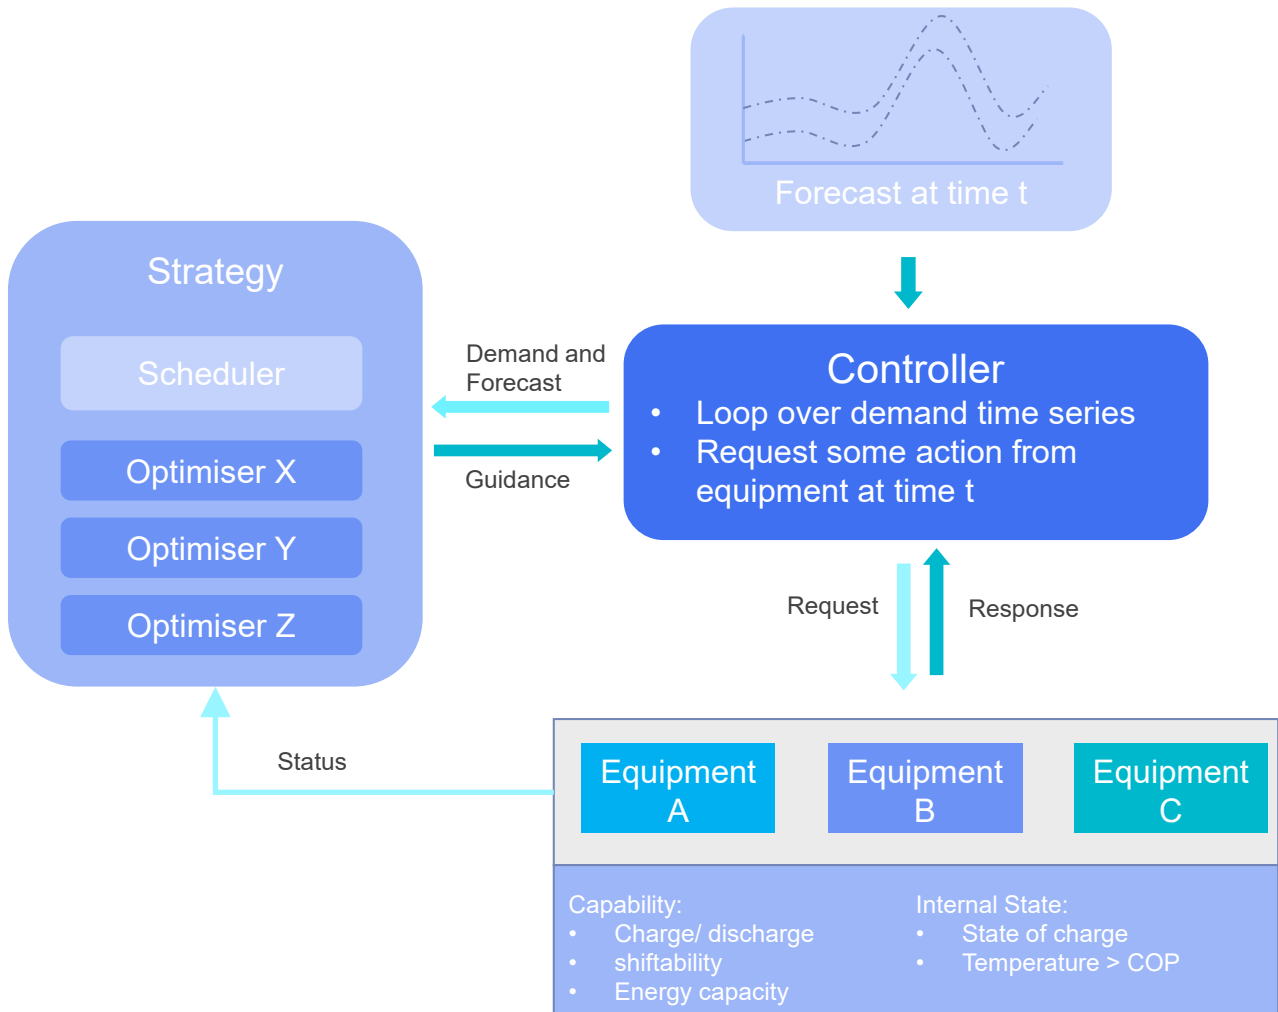 Forecast at time t
Strategy
Scheduler
Optimiser X
Optimiser Y
Optimiser Z
Demand and
Forecast
Guidance
Controller
• Loop over demand time series
• Request some action from
equipment at time t
Request
Response
Status
Equipment
A
Equipment
B
Equipment
C
Capability:
• Charge/ discharge
• shiftability
• Energy capacity
Internal State:
• State of charge
• Temperature > COP